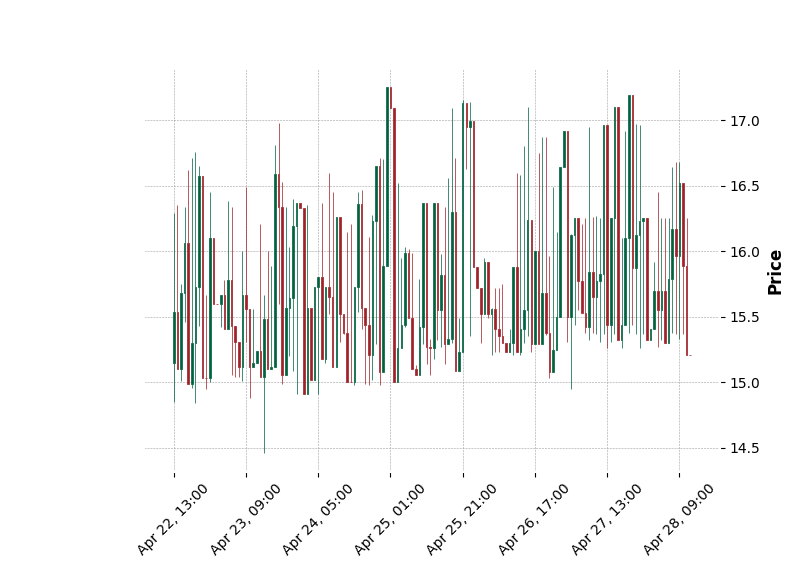 17.0
16.5
16.0
15.5
15.0
14.5
Price
Apr 22, 13:00
Apr 23, 09:00
Apr 24, 05:00
Apr 25, 01:00
Apr 25, 21:00
Apr 26, 17:00
Apr 27, 13:00
Apr 28, 09:00